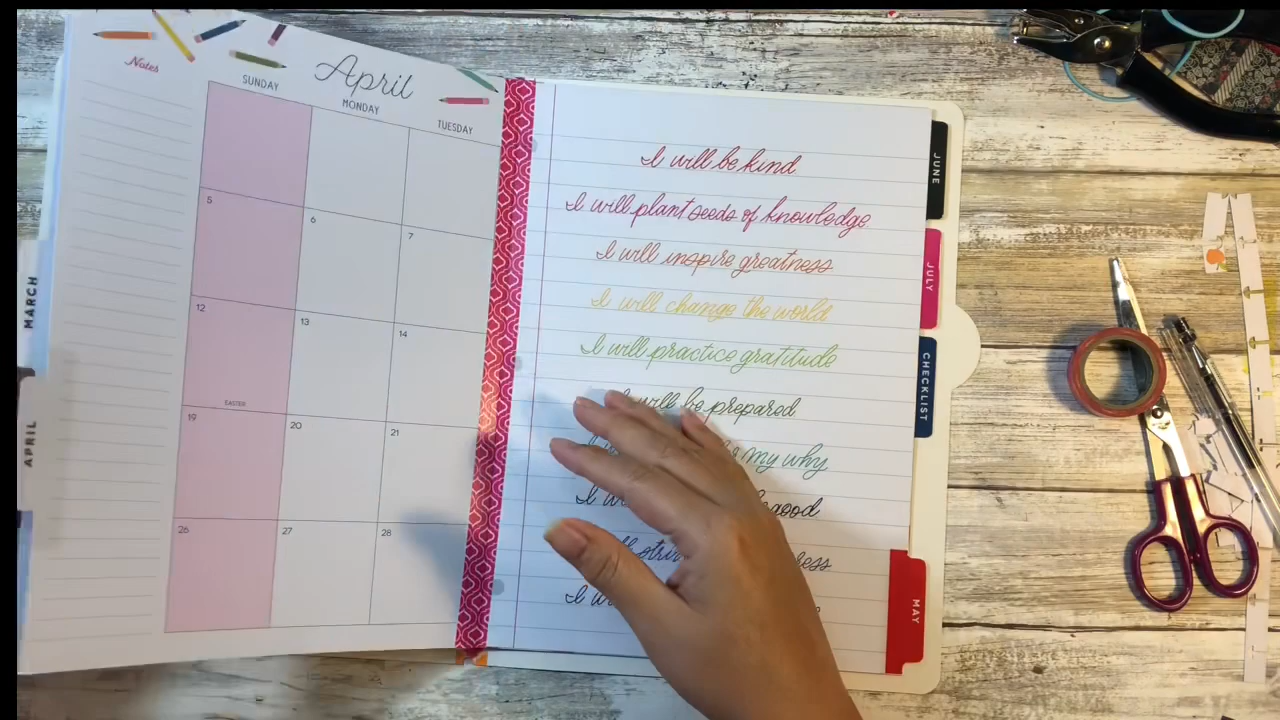 Notes
April
SUNDAY
MONDAY
TUESDAY
5
6
7
12
13
14
EASTER
19
20
21
26
27
28
MARCH
APRIL
I will be kind
I will plant seeds of knowledge
I will inspire greatness
I will change the world
I will practice gratitude
will be prepared
I my why
I good
I
JUNE
JULY
CHECKLIST
MAY